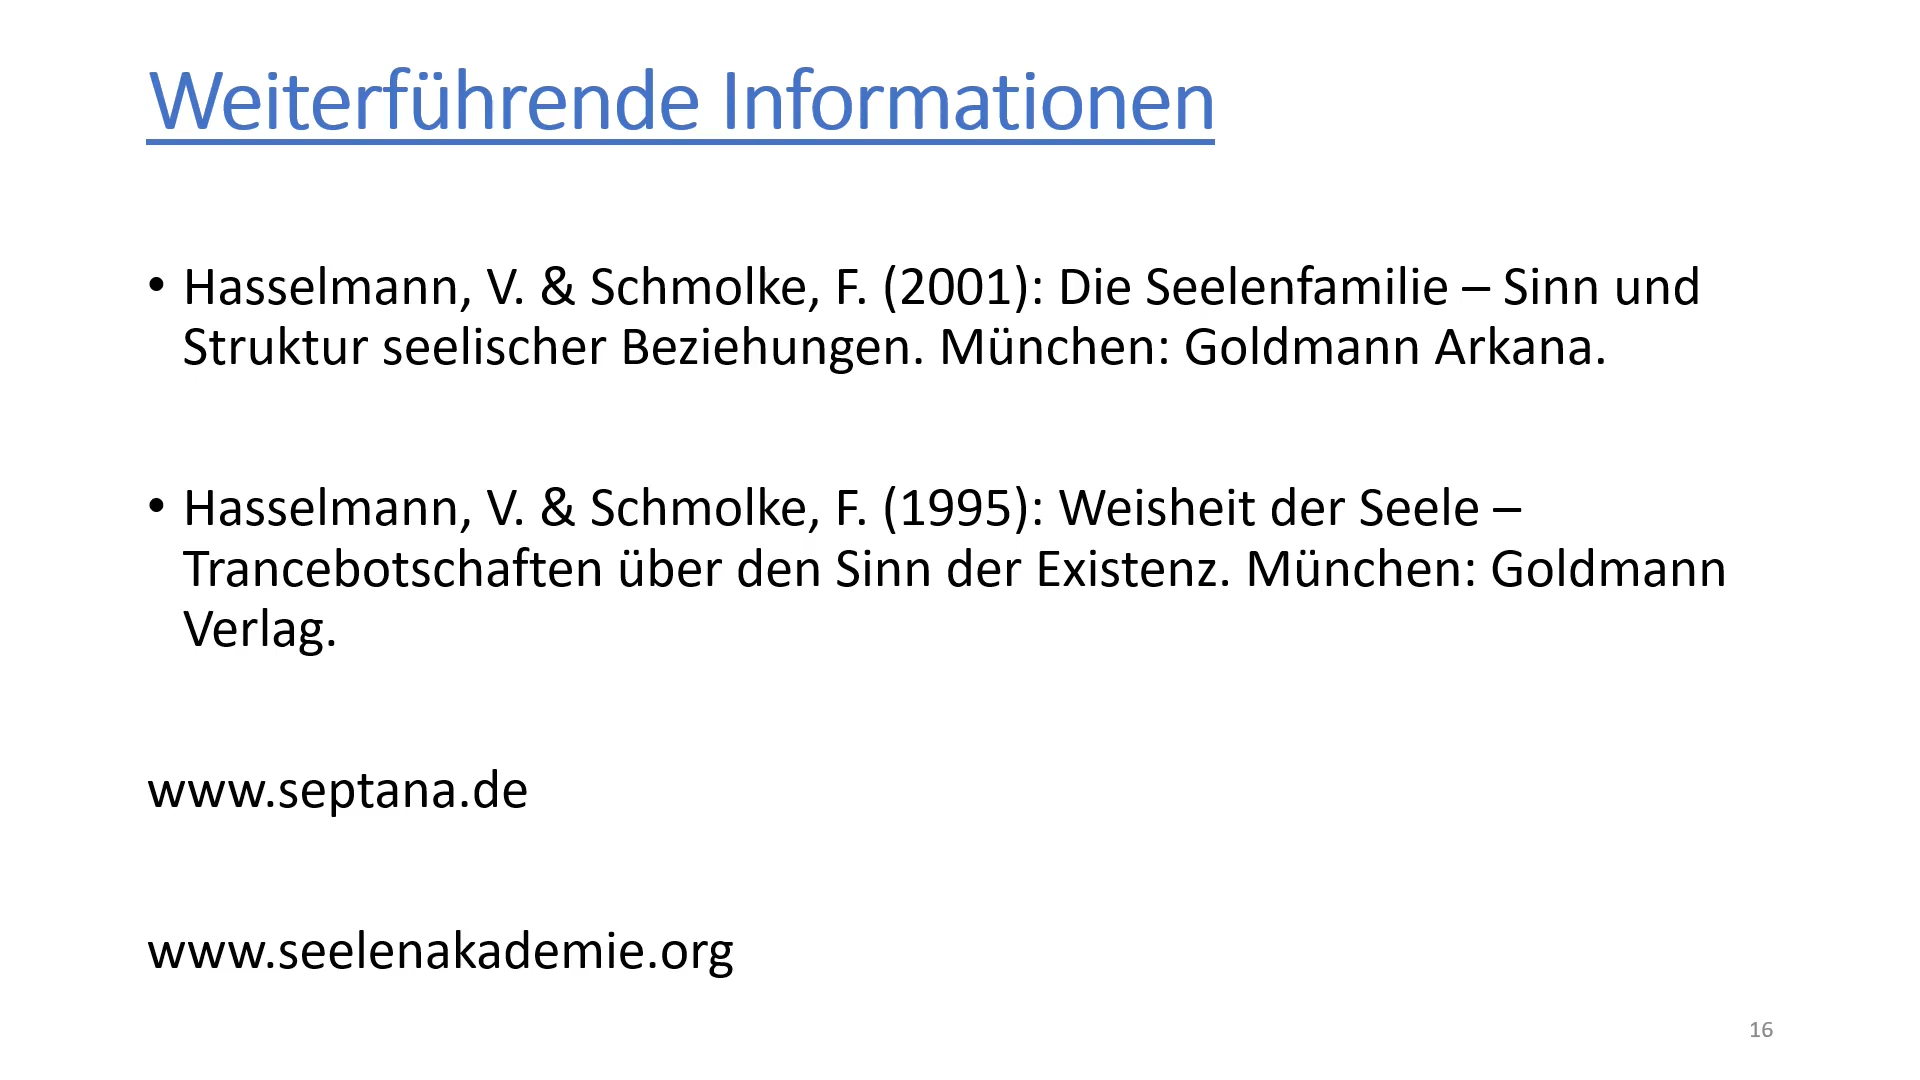 Weiterführende Informationen
• Hasselmann, V. & Schmolke, F. (2001): Die Seelenfamilie – Sinn und
Struktur seelischer Beziehungen. München: Goldmann Arkana.
• Hasselmann, V. & Schmolke, F. (1995): Weisheit der Seele –
Trancebotschaften über den Sinn der Existenz. München: Goldmann
Verlag.
www.septana.de
www.seelenakademie.org
16